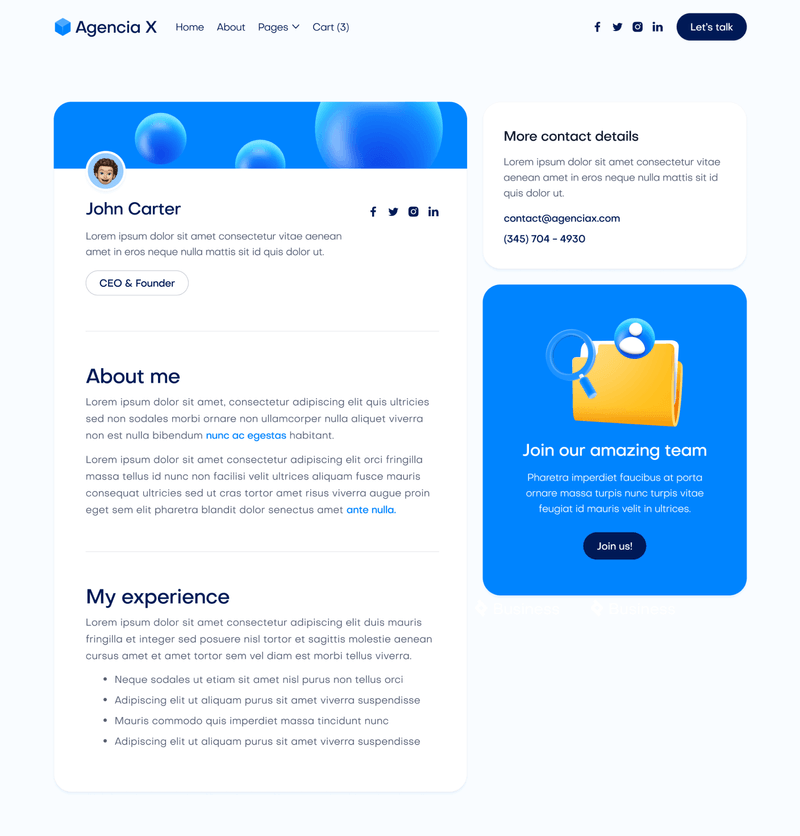 Agencia X Home About Pages Cart (3) Let's talk
John Carter
Lorem ipsum dolor sit amet consectetur vitae aenean
amet in eros neque nulla mattis sit id quis dolor ut.
CEO & Founder
About me
Lorem ipsum dolor sit amet, consectetur adipiscing elit quis ultricies
sed non sodales morbi ornare non ullamcorper nulla aliquet viverra
non est nulla bibendum nunc ac egestas habitant.
Lorem ipsum dolor sit amet consectetur adipiscing elit orci fringilla
massa tellus id nunc non facilisi velit ultrices aliquam fusce mauris
consequat ultricies sed ut cras tortor amet risus viverra augue proin
eget sem elit pharetra blandit dolor senectus amet ante nulla.
My experience
Lorem ipsum dolor sit amet consectetur adipiscing elit duis mauris
fringilla et integer sed posuere nisl tortor et sagittis molestie aenean
cursus amet et amet tortor sem vel diam est morbi tellus viverra.
• Neque sodales ut etiam sit amet nisl purus non tellus orci
• Adipiscing elit ut aliquam purus sit amet viverra suspendisse
• Mauris commodo quis imperdiet massa tincidunt nunc
• Adipiscing elit ut aliquam purus sit amet viverra suspendisse
More contact details
Lorem ipsum dolor sit amet consectetur vitae
aenean amet in eros neque nulla mattis sit id
quis dolor ut.
contact@agenciax.com
(345) 704 - 4930
Join our amazing team
Pharetra imperdiet faucibus at porta
ornare massa turpis nunc turpis vitae
feugiat id mauris velit in ultrices.
Join us!